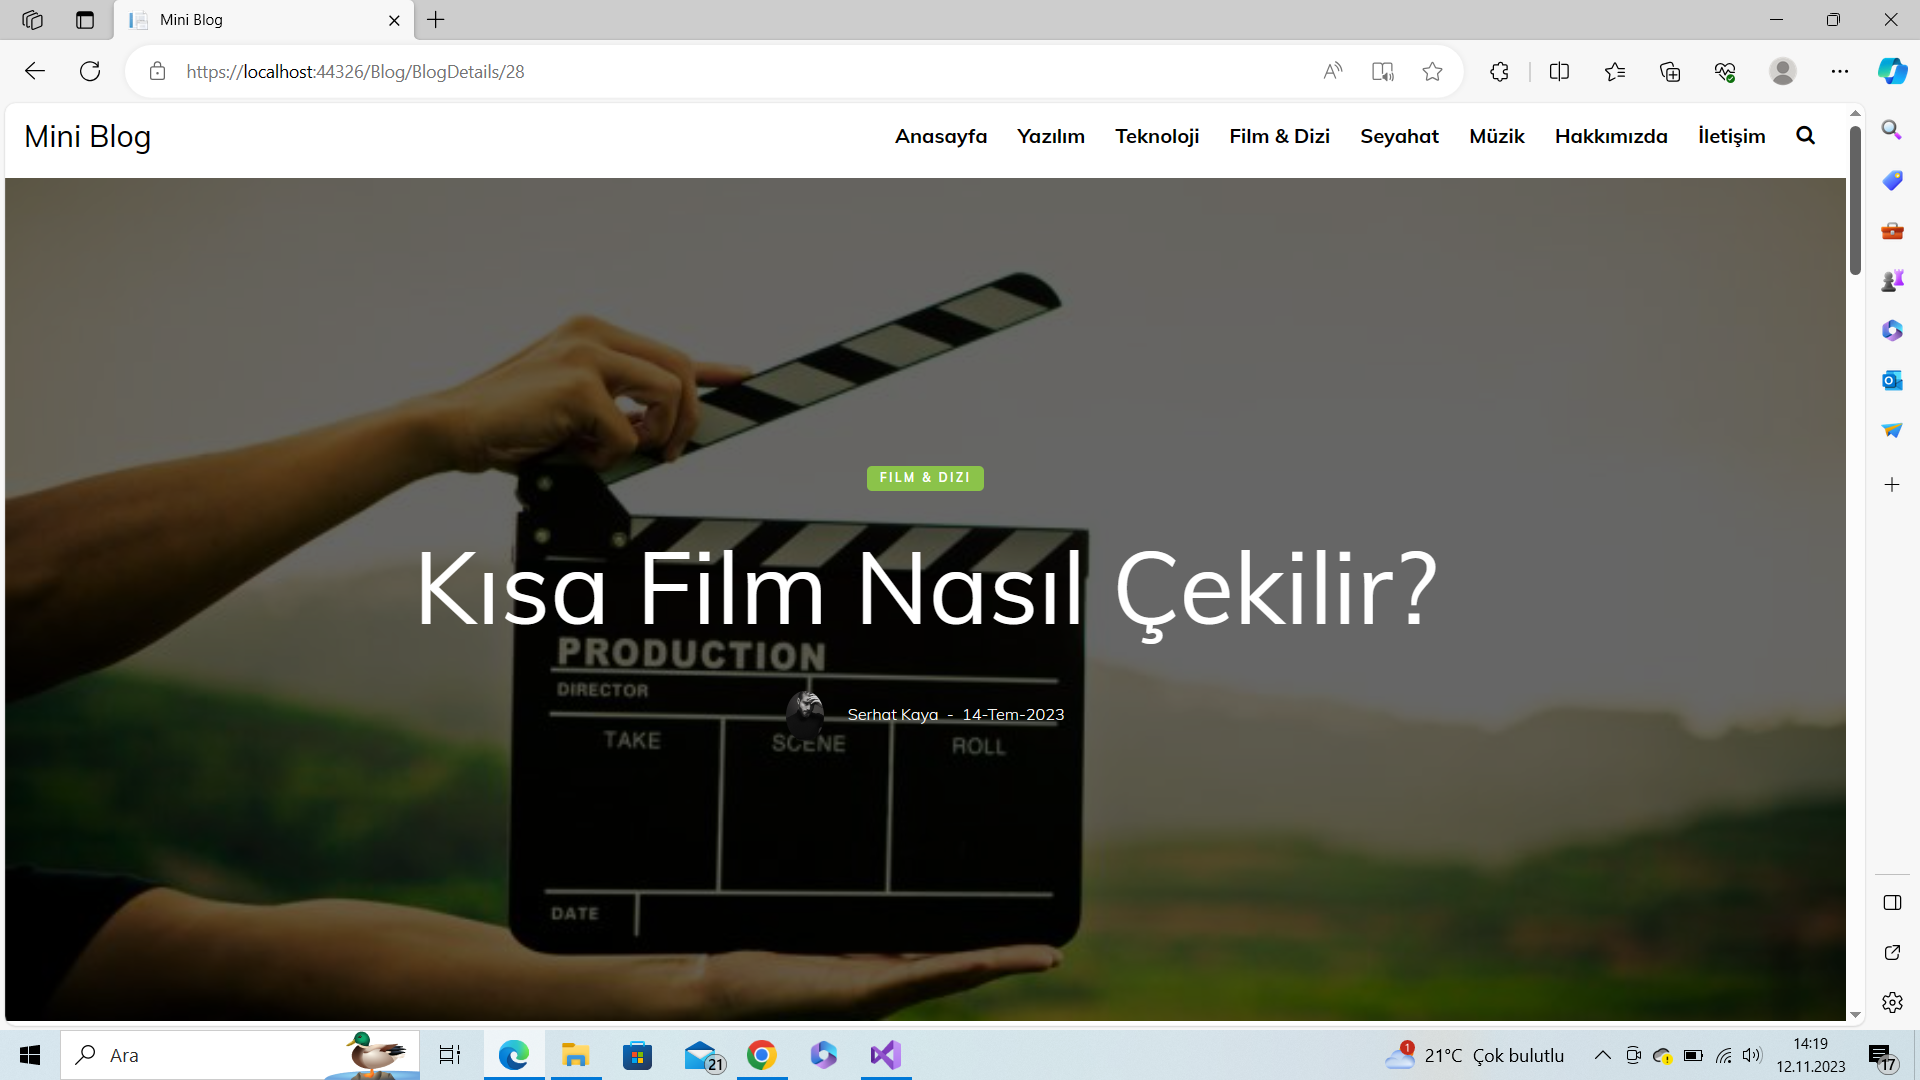 Mini Blog
https://localhost:44326/Blog/BlogDetails/28
Mini Blog
Anasayfa Yazılım Teknoloji Film & Dizi Seyahat Müzik Hakkımızda İletişim
FILM & DIZI
Kısa Film Nasıl Çekilir?
PRODUCTION
DIRECTOR
Serhat Kaya - 14-Tem-2023
TAKE SCENE ROLL
DATE
Ara
21
1
21°C Çok bulutlu
14:19
12.11.2023
17